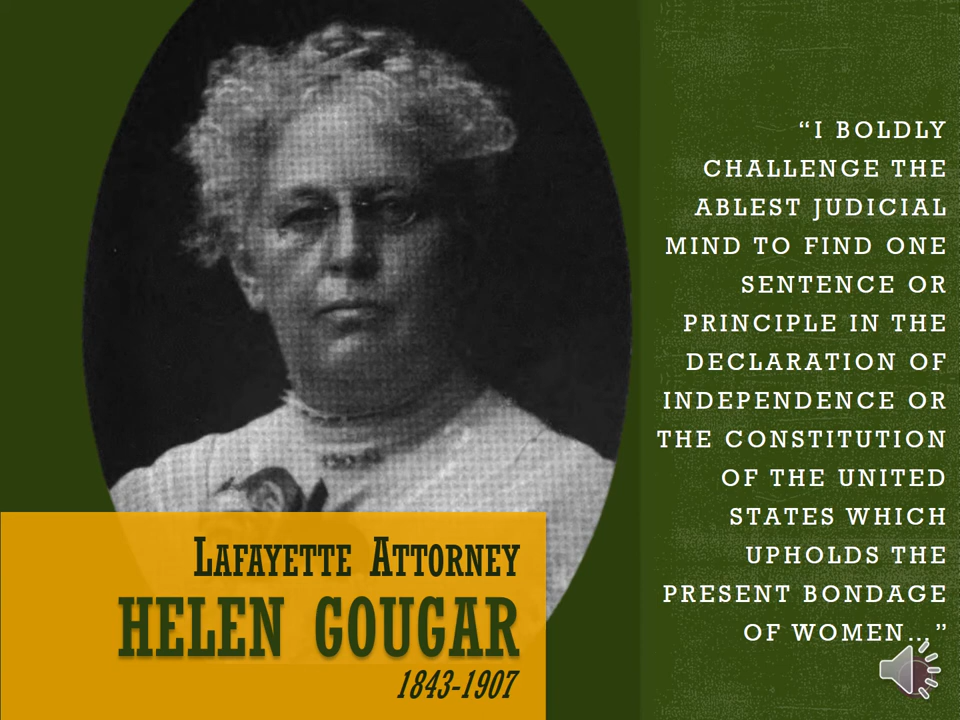 “I BOLDLY
CHALLENGE THE
ABLEST JUDICIAL
MIND TO FIND ONE
SENTENCE OR
PRINCIPLE IN THE
DECLARATION OF
INDEPENDENCE OR
THE CONSTITUTION
OF THE UNITED
STATES WHICH
UPHOLDS THE
PRESENT BONDAGE
OF WOMEN…”
LAFAYETTE ATTORNEY
HELEN GOUGAR
1843-1907